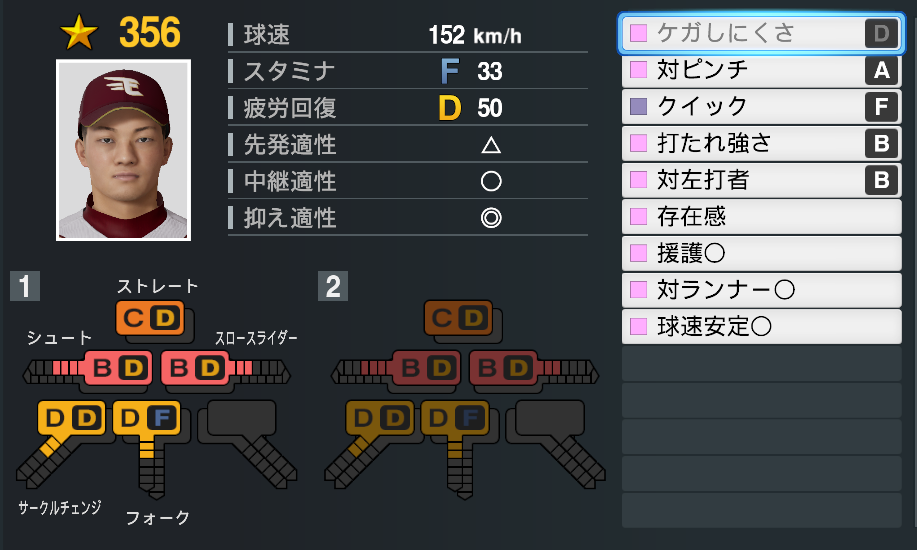 ★ 356
球速 152 km/h
スタミナ F 33
疲労回復 D 50
先発適性 △
中継適性 ○
抑え適性 ◎
ケガしにくさ D
対ピンチ A
クイック F
打たれ強さ B
対左打者 B
存在感
援護○
対ランナー○
球速安定○
1
ストレート
C D
シュート
スロースライダー
B D
B D
D D
D F
サークルチェンジ
フォーク
2
C D
B D
B D
D D
D F